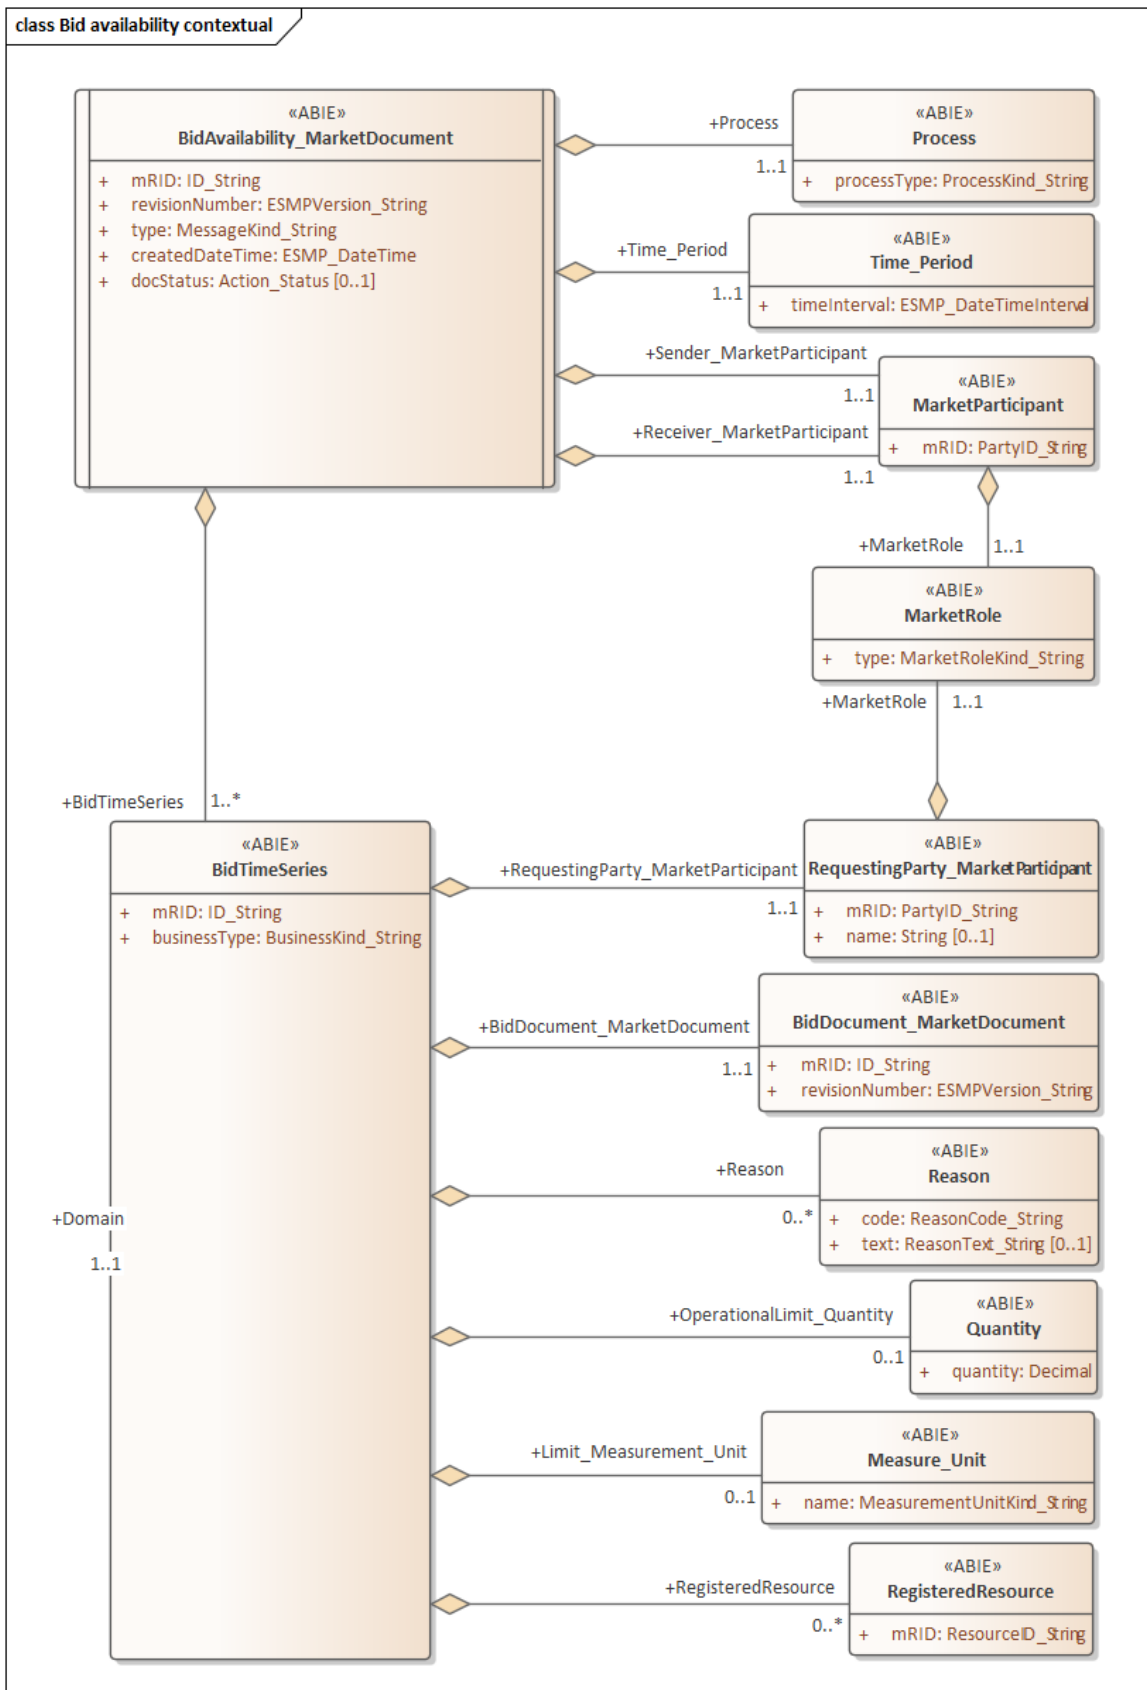 class Bid availability contextual
«ABIE»
BidAvailability_MarketDocument
+ mRID: ID_String
+ revisionNumber: ESMPVersion_String
+ type: MessageKind_String
+ createdDateTime: ESMP_DateTime
+ docStatus: Action_Status [0..1]
+Process
1..1
«ABIE»
Process
+ processType: ProcessKind_String
+Time_Period
1..1
«ABIE»
Time_Period
+ timeInterval: ESMP_DateTimeInterval
+Sender_MarketParticipant
1..1
+Receiver_MarketParticipant
1..1
«ABIE»
MarketParticipant
+ mRID: PartyID_String
+MarketRole
1..1
«ABIE»
MarketRole
+ type: MarketRoleKind_String
+MarketRole
1..1
+BidTimeSeries
1..*
«ABIE»
BidTimeSeries
+ mRID: ID_String
+ businessType: BusinessKind_String
+RequestingParty_MarketParticipant
1..1
«ABIE»
RequestingParty_MarketParticipant
+ mRID: PartyID_String
+ name: String [0..1]
+BidDocument_MarketDocument
1..1
«ABIE»
BidDocument_MarketDocument
+ mRID: ID_String
+ revisionNumber: ESMPVersion_String
+Reason
0..*
«ABIE»
Reason
+ code: ReasonCode_String
+ text: ReasonText_String [0..1]
+Domain
1..1
+OperationalLimit_Quantity
0..1
«ABIE»
Quantity
+ quantity: Decimal
+Limit_Measurement_Unit
0..1
«ABIE»
Measure_Unit
+ name: MeasurementUnitKind_String
+RegisteredResource
0..*
«ABIE»
RegisteredResource
+ mRID: ResourceID_String